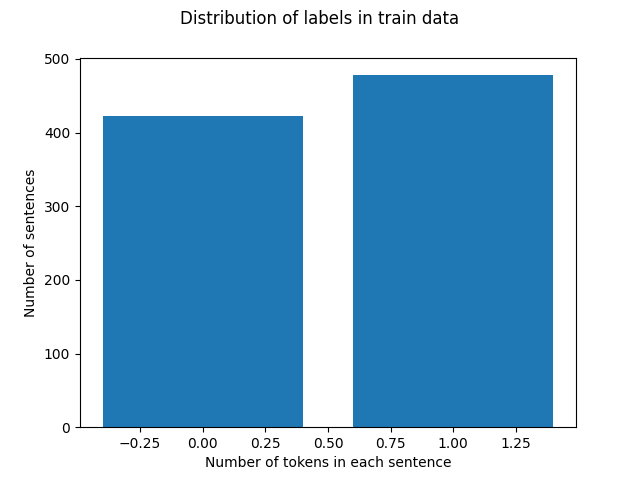 Distribution of labels in train data
500
400
300
200
100
0
Number of sentences
−0.25 0.00 0.25 0.50 0.75 1.00 1.25
Number of tokens in each sentence